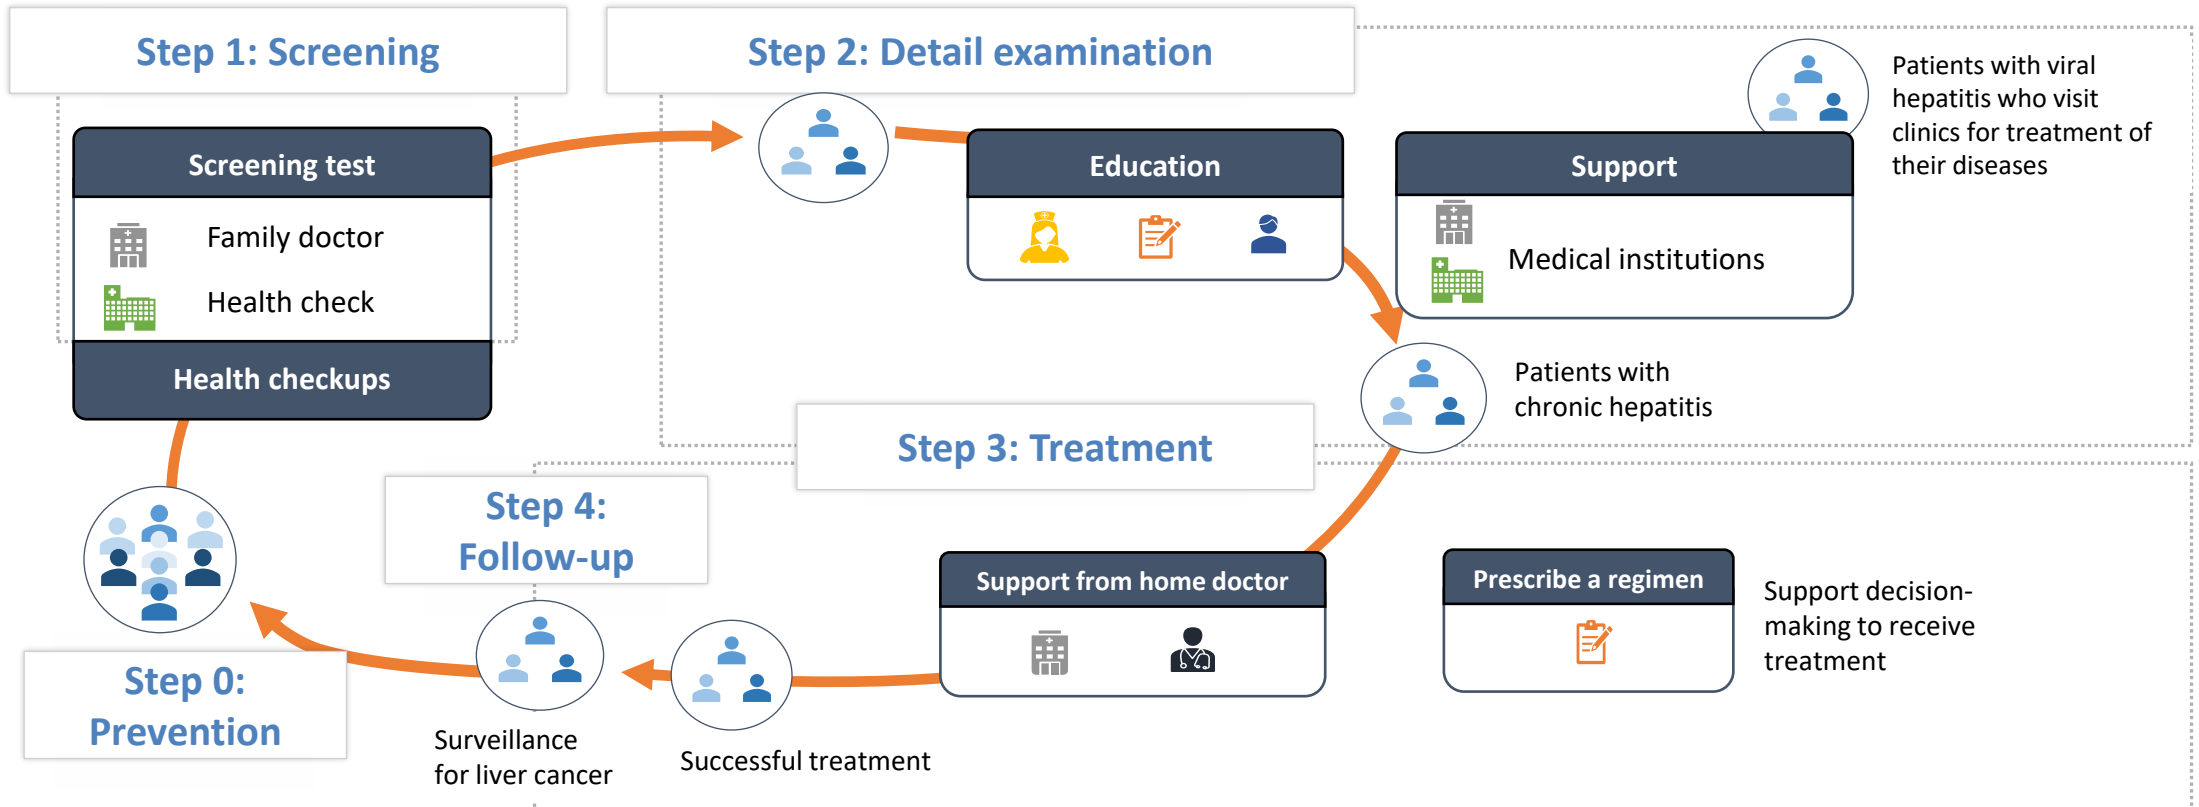 Step 1: Screening
Screening test
Family doctor
Health check
Health checkups
Step 2: Detail examination
Education
Support
Medical institutions
Patients with viral
hepatitis who visit
clinics for treatment of
their diseases
Patients with
chronic hepatitis
Step 3: Treatment
Support from home doctor
Prescribe a regimen
Support decision-
making to receive
treatment
Successful treatment
Step 4:
Follow-up
Surveillance
for liver cancer
Step 0:
Prevention